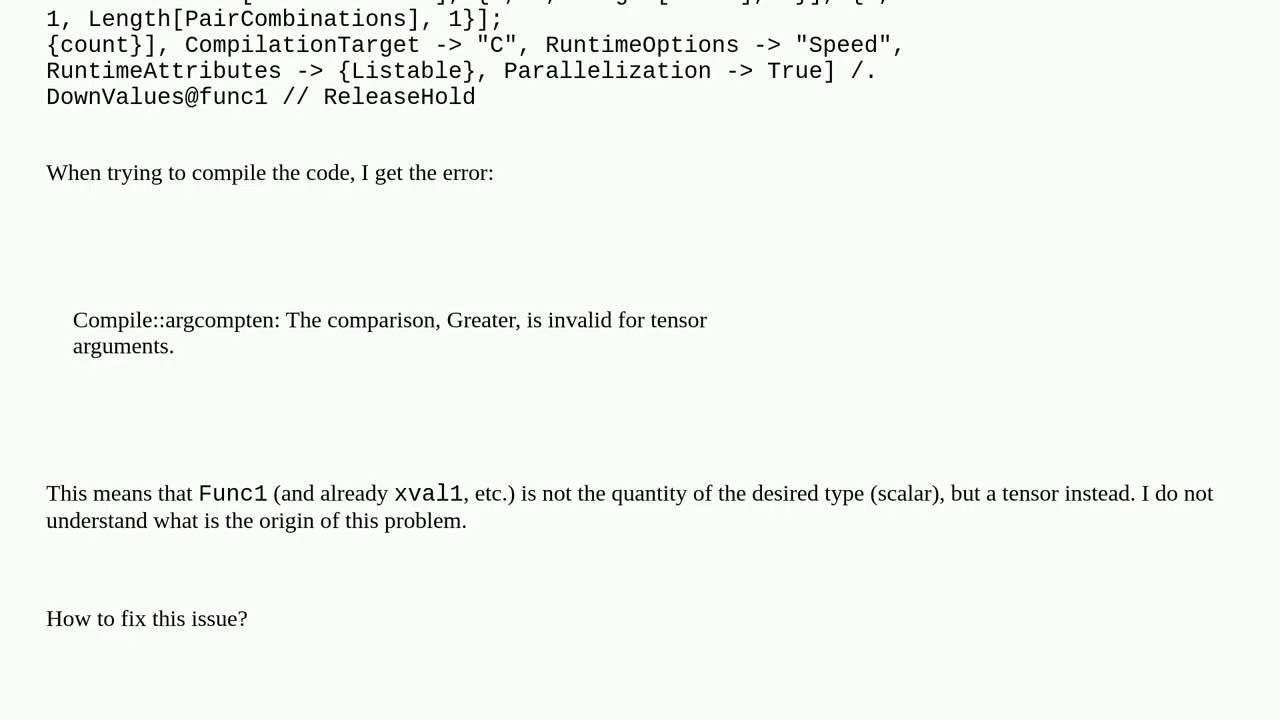 1, Length[PairCombinations], 1}];
{count}], CompilationTarget -> "C", RuntimeOptions -> "Speed",
RuntimeAttributes -> {Listable}, Parallelization -> True] /.
DownValues@func1 // ReleaseHold
When trying to compile the code, I get the error:
Compile::argcompten: The comparison, Greater, is invalid for tensor
arguments.
This means that Func1 (and already xval1, etc.) is not the quantity of the desired type (scalar), but a tensor instead. I do not
understand what is the origin of this problem.
How to fix this issue?